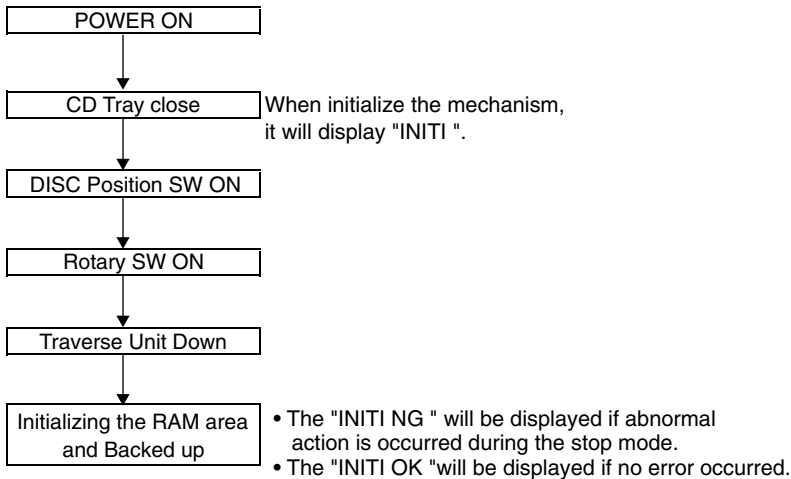 POWER ON
CD Tray close
When initialize the mechanism,
it will display "INITI ".
DISC Position SW ON
Rotary SW ON
Traverse Unit Down
Initializing the RAM area
and Backed up
• The "INITI NG " will be displayed if abnormal
action is occurred during the stop mode.
• The "INITI OK "will be displayed if no error occurred.